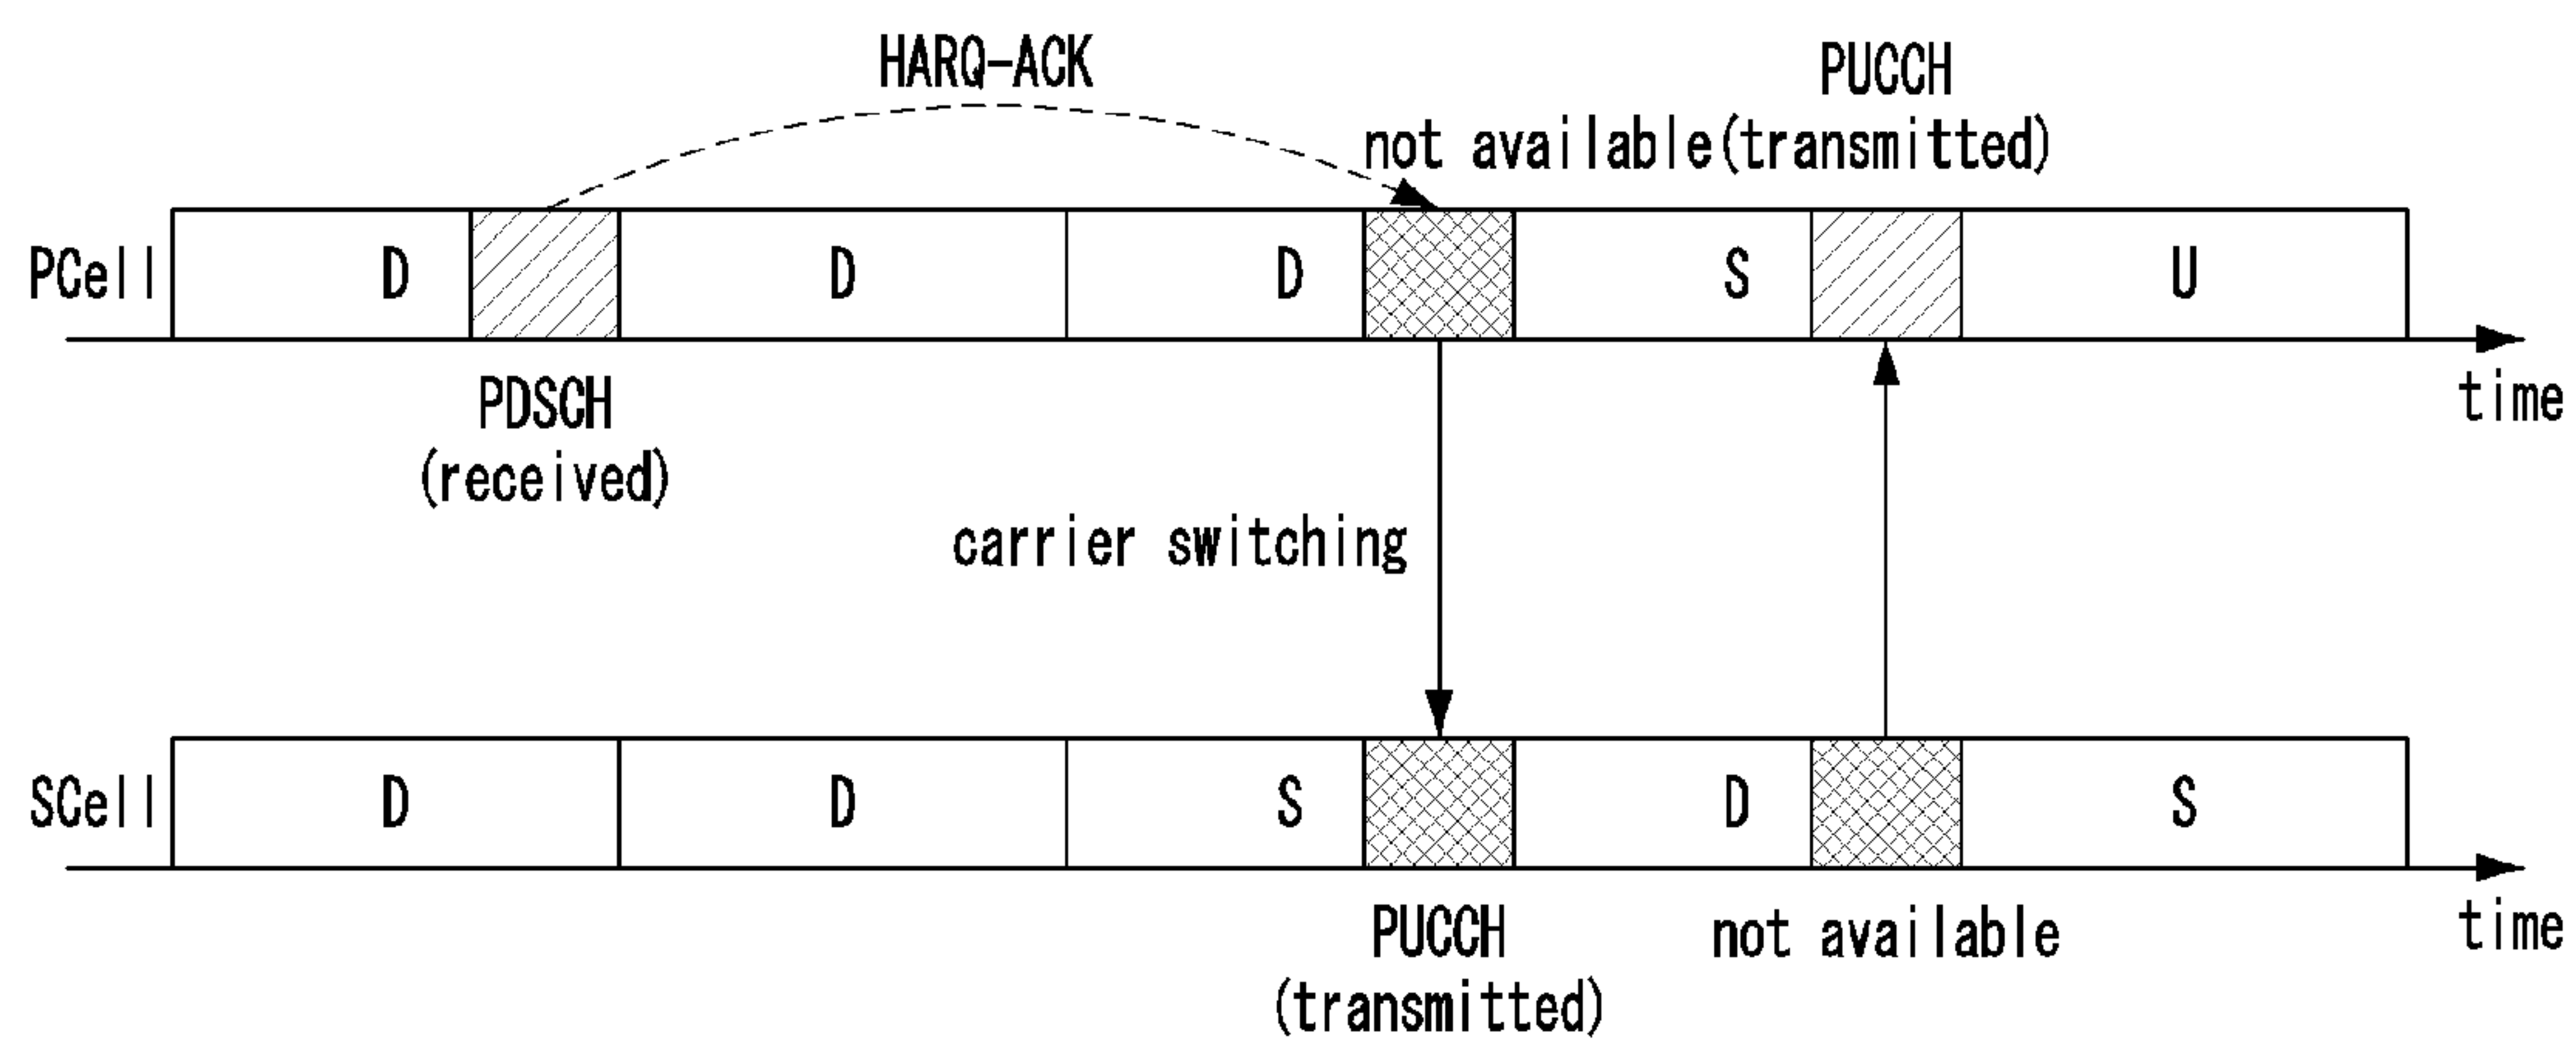 HARQ-ACK
PUCCH
not available(transmitted)
PCell D D D S U
time
PDSCH
(received)
carrier switching
SCell D D S D S
time
PUCCH
(transmitted)
not available